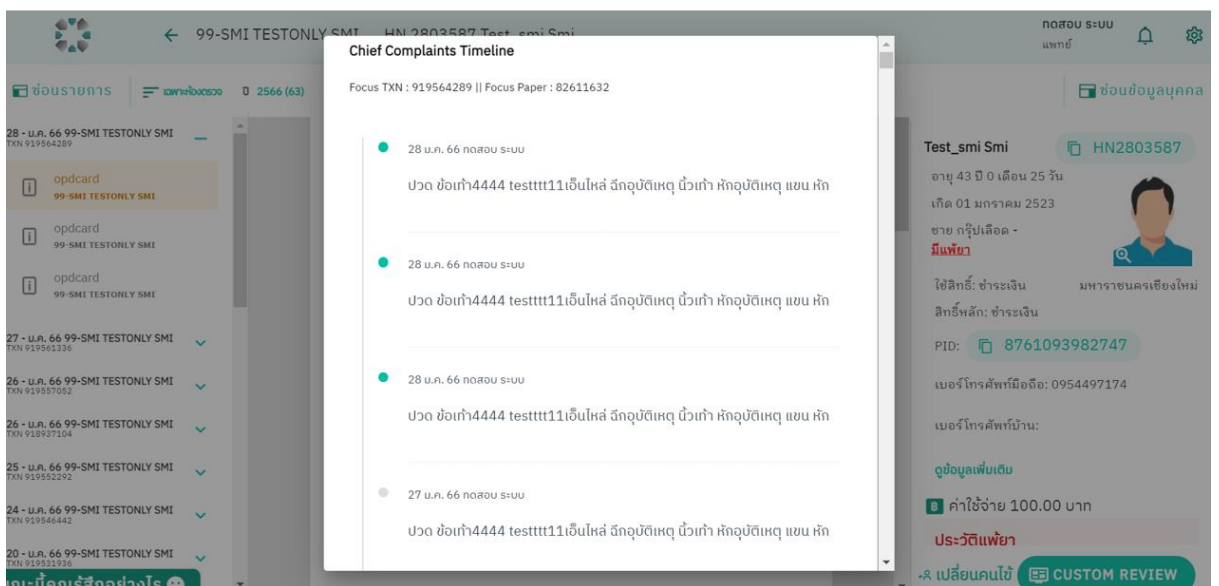 99-SMI TESTONLY SMI HN 2803587 Test_smi Smi
ทดสอบ ระบบ
แพทย์
ซ่อนรายการ
เฉพาะห้องตรวจ
ปี 2566 (63)
ซ่อนข้อมูลบุคคล
28 - ม.ค. 66 99-SMI TESTONLY SMI
TXN 919564289
opdcard
99-SMI TESTONLY SMI
opdcard
99-SMI TESTONLY SMI
opdcard
99-SMI TESTONLY SMI
27 - ม.ค. 66 99-SMI TESTONLY SMI
TXN 919561336
26 - ม.ค. 66 99-SMI TESTONLY SMI
TXN 919557052
26 - ม.ค. 66 99-SMI TESTONLY SMI
TXN 918937104
25 - ม.ค. 66 99-SMI TESTONLY SMI
TXN 919552292
24 - ม.ค. 66 99-SMI TESTONLY SMI
TXN 919546442
20 - ม.ค. 66 99-SMI TESTONLY SMI
TXN 919531936
ขณะนี้คุณรู้สึกอย่างไร
Chief Complaints Timeline
Focus TXN : 919564289 || Focus Paper : 82611632
28 ม.ค. 66 ทดสอบ ระบบ
ปวด ข้อเท้า4444 testttt11เอ็นไหล่ ฉีกอุบัติเหตุ นิ้วเท้า หักอุบัติเหตุ แขน หัก
28 ม.ค. 66 ทดสอบ ระบบ
ปวด ข้อเท้า4444 testttt11เอ็นไหล่ ฉีกอุบัติเหตุ นิ้วเท้า หักอุบัติเหตุ แขน หัก
28 ม.ค. 66 ทดสอบ ระบบ
ปวด ข้อเท้า4444 testttt11เอ็นไหล่ ฉีกอุบัติเหตุ นิ้วเท้า หักอุบัติเหตุ แขน หัก
27 ม.ค. 66 ทดสอบ ระบบ
ปวด ข้อเท้า4444 testttt11เอ็นไหล่ ฉีกอุบัติเหตุ นิ้วเท้า หักอุบัติเหตุ แขน หัก
Test_smi Smi
HN2803587
อายุ 43 ปี 0 เดือน 25 วัน
เกิด 01 มกราคม 2523
ชาย กรุ๊ปเลือด -
มีแพ้ยา
ใช้สิทธิ์: ชำระเงิน มหาราชนครเชียงใหม่
สิทธิ์หลัก: ชำระเงิน
PID: 8761093982747
เบอร์โทรศัพท์มือถือ: 0954497174
เบอร์โทรศัพท์บ้าน:
ดูข้อมูลเพิ่มเติม
฿ ค่าใช้จ่าย 100.00 บาท
ประวัติแพ้ยา
เปลี่ยนคนไข้
CUSTOM REVIEW